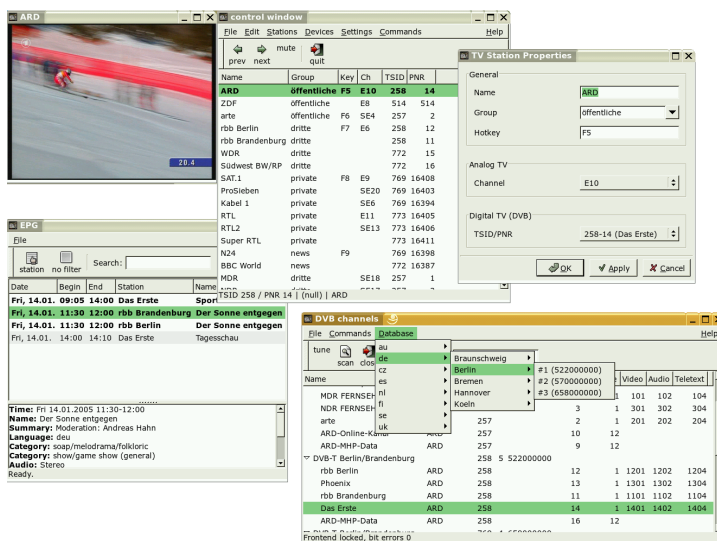 ARD
20.4
control window
File Edit Stations Devices Settings Commands Help
prev next mute quit
Name Group Key Ch TSID PNR
ARD öffentliche F5 E10 258 14
ZDF öffentliche E8 514 514
arte öffentliche F6 SE4 257 2
rbb Berlin dritte F7 E6 258 12
rbb Brandenburg dritte 258 11
WDR dritte 772 15
Südwest BW/RP dritte 772 16
SAT.1 private F8 E9 769 16408
ProSieben private SE20 769 16403
Kabel 1 private SE6 769 16394
RTL private E11 773 16405
RTL2 private SE13 773 16406
Super RTL private 773 16411
N24 news F9 769 16398
BBC World news 772 16387
MDR dritte SE18 257 1
TSID 258 / PNR 14 | (null) | ARD
TV Station Properties
General
Name ARD
Group öffentliche
Hotkey F5
Analog TV
Channel E10
Digital TV (DVB)
TSID/PNR 258-14 (Das Erste)
OK Apply Cancel
EPG
File
station no filter Search:
Date Begin End Station Name
Fri, 14.01. 09:05 14:00 Das Erste Spor
Fri, 14.01. 11:30 12:00 rbb Brandenburg Der Sonne entgegen
Fri, 14.01. 11:30 12:00 rbb Berlin Der Sonne entgegen
Fri, 14.01. 14:00 14:10 Das Erste Tagesschau
Time: Fri 14.01.2005 11:30-12:00
Name: Der Sonne entgegen
Summary: Moderation: Andreas Hahn
Language: deu
Category: soap/melodrama/folkloric
Category: show/game show (general)
Audio: Stereo
Ready.
DVB channels
File Commands Database Help
tune scan clos
au
de
cz
es
nl
fi
se
uk
Braunschweig
Berlin
Bremen
Hannover
Koeln
#1 (522000000)
#2 (570000000)
#3 (658000000)
Name Video Audio Teletext
MDR FERNSEH 1 101 102 104
NDR FERNSEH 3 1 301 302 304
arte 257 2 1 201 202 204
ARD-Online-Kanal ARD 257 10 12
ARD-MHP-Data ARD 257 9 12
DVB-T Berlin/Brandenburg 258 5 522000000
rbb Berlin ARD 258 12 1 1201 1202 1204
Phoenix ARD 258 13 1 1301 1302 1304
rbb Brandenburg ARD 258 11 1 1101 1102 1104
Das Erste ARD 258 14 1 1401 1402 1404
ARD-MHP-Data ARD 258 16 12
Frontend locked, bit errors 0